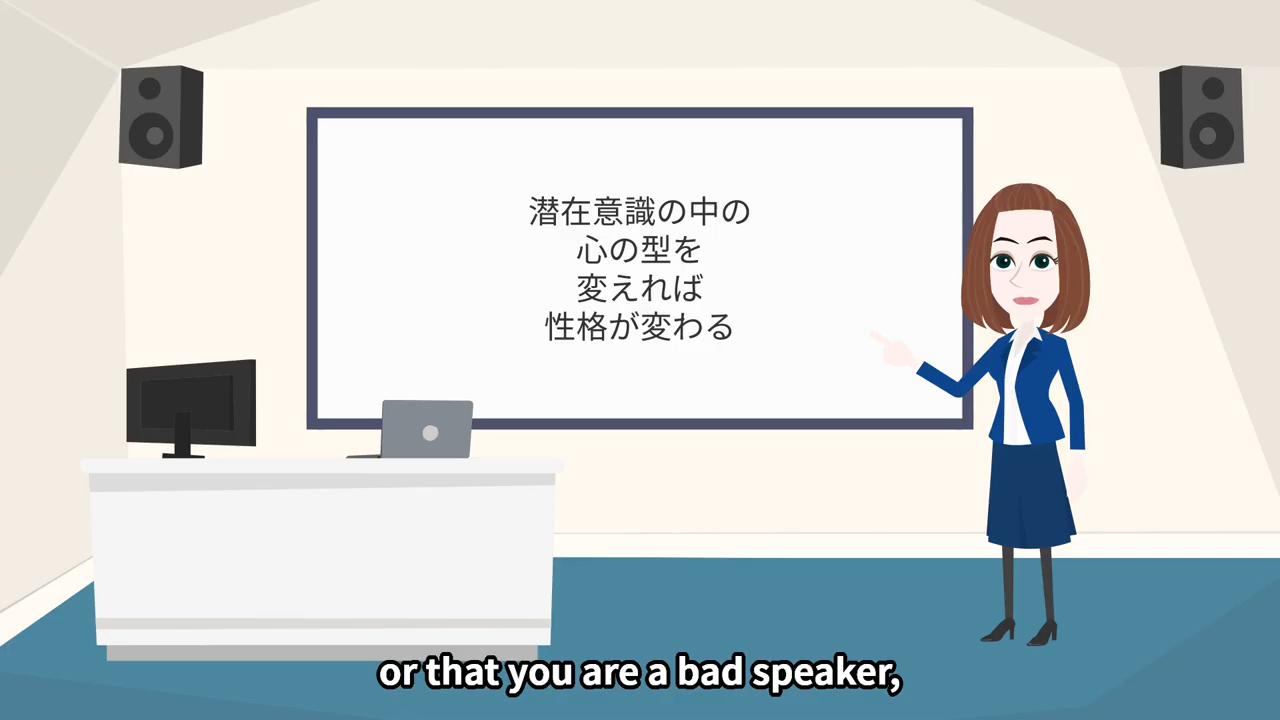 潜在意識の中の
心の型を
変えれば
性格が変わる
or that you are a bad speaker,